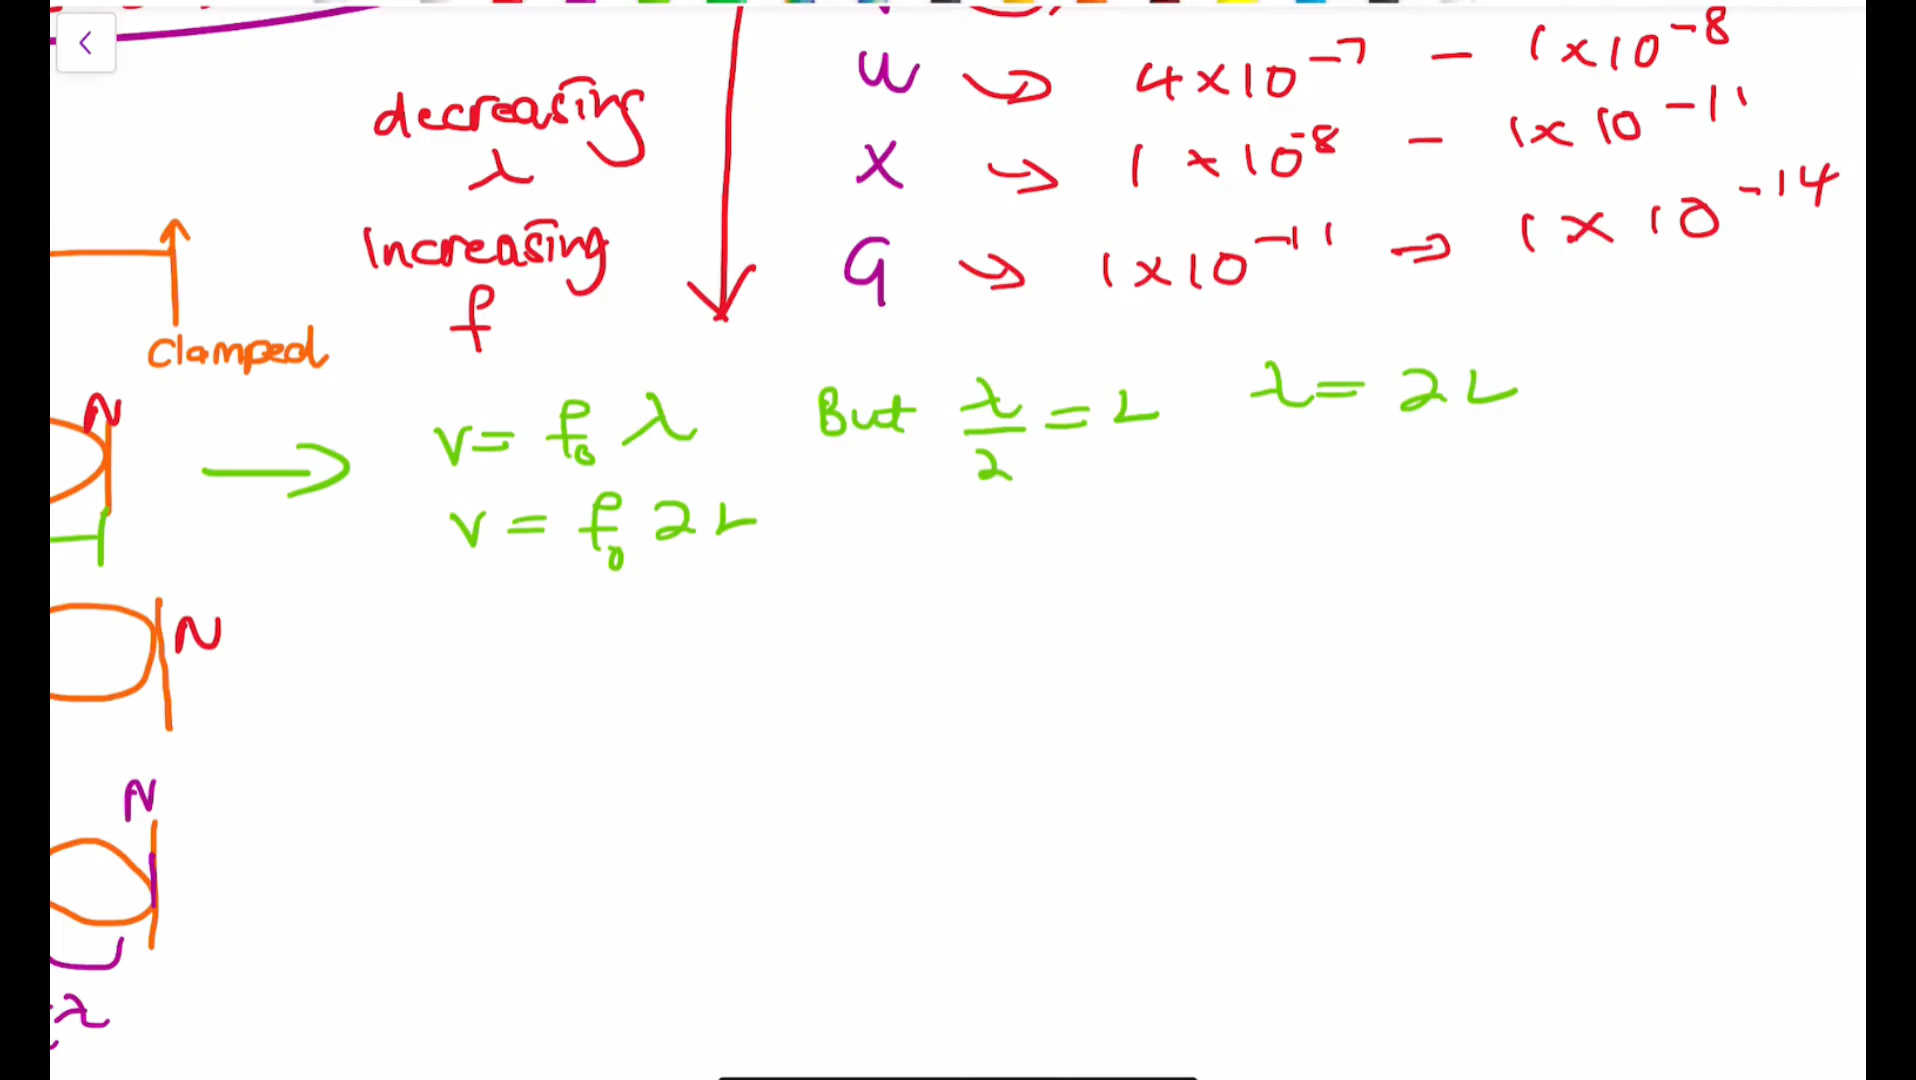 u → 4×10⁻⁷ – 1×10⁻⁸
decreasing
λ
x → 1×10⁻⁸ – 1×10⁻¹¹
Increasing
f
G → 1×10⁻¹¹ → 1×10⁻¹⁴
Clamped
N
v = f₀ λ But λ/2 = L λ = 2L
v = f₀ 2L
N
N
λ